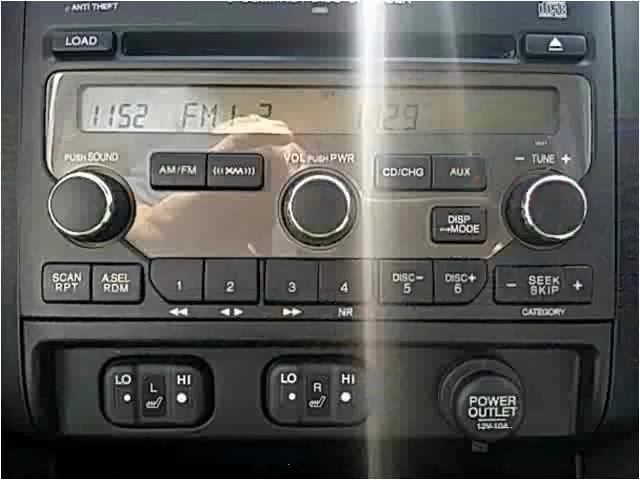 ANTI THEFT
LOAD
1152 FM1
PUSH SOUND
AM/FM
((XM))
VOL PUSH PWR
CD/CHG
AUX
- TUNE +
DISP
MODE
SCAN
RPT
A.SEL
RDM
1
2
3
4
DISC-
5
DISC+
6
- SEEK +
SKIP
NR
CATEGORY
LO
L
HI
LO
R
HI
POWER
OUTLET